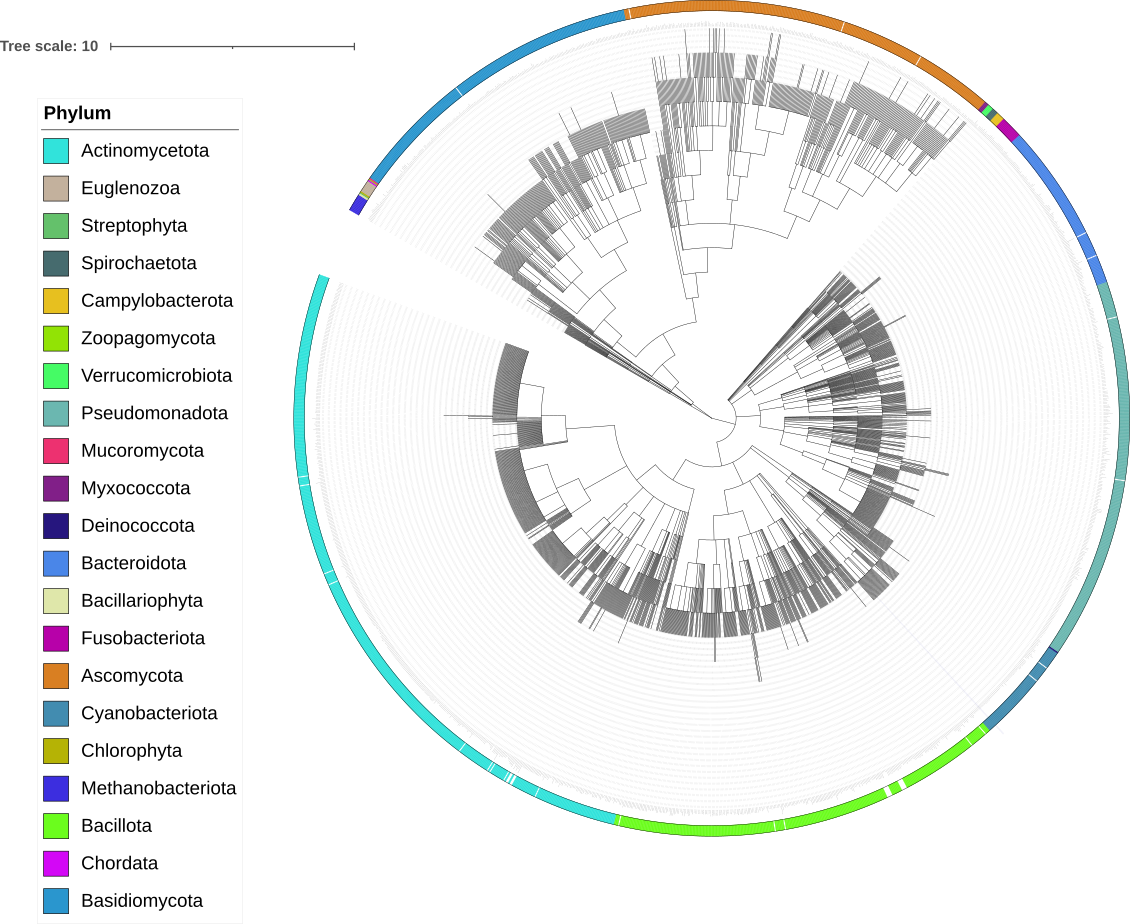 Tree scale: 10
Phylum
Actinomycetota
Euglenozoa
Streptophyta
Spirochaetota
Campylobacterota
Zoopagomycota
Verrucomicrobiota
Pseudomonadota
Mucoromycota
Myxococcota
Deinococcota
Bacteroidota
Bacillariophyta
Fusobacteriota
Ascomycota
Cyanobacteriota
Chlorophyta
Methanobacteriota
Bacillota
Chordata
Basidiomycota